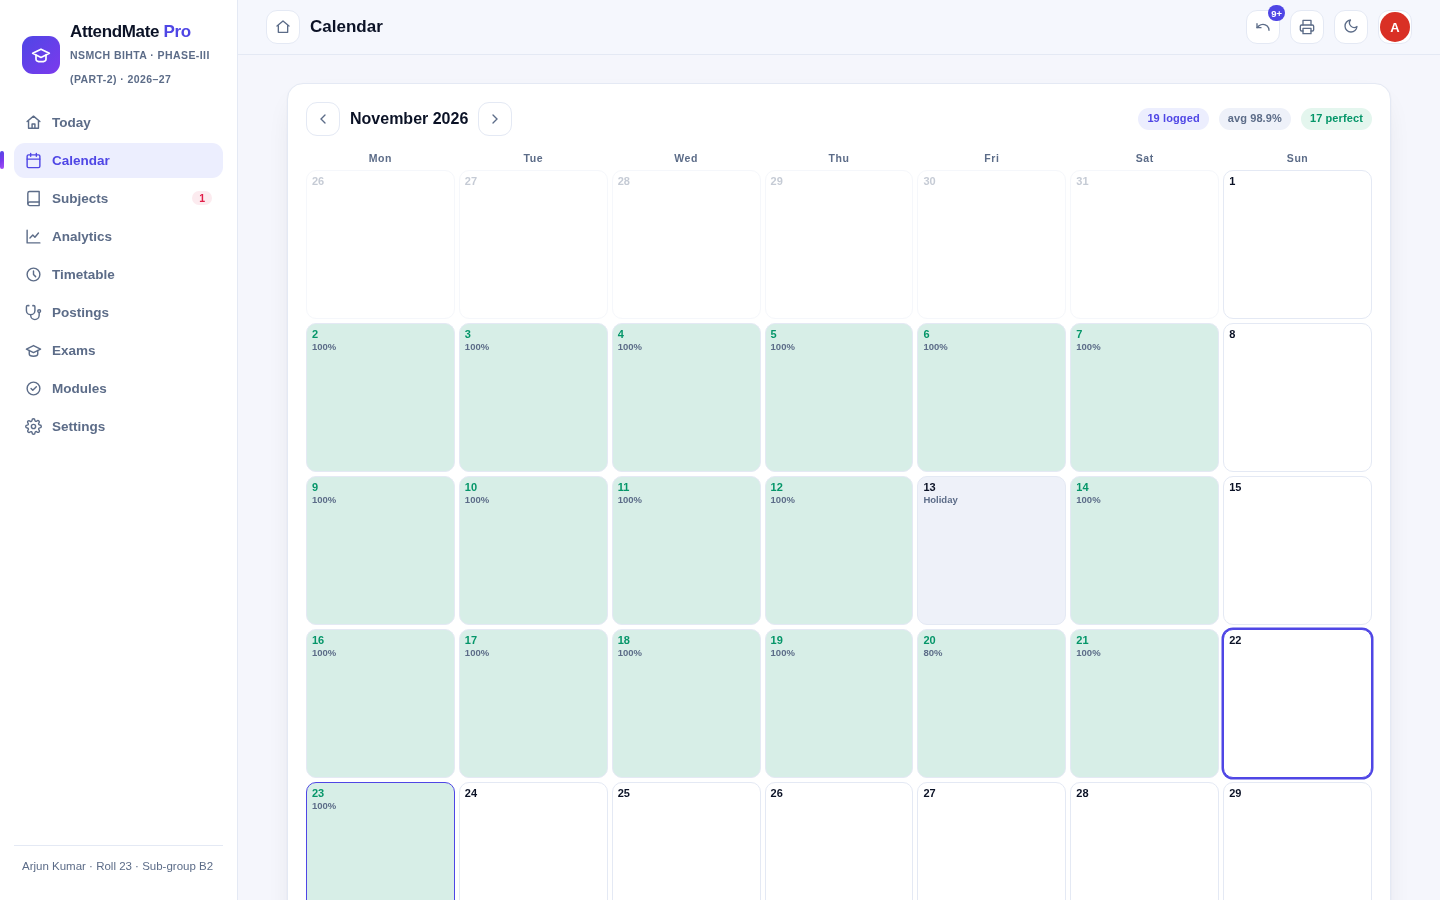 AttendMate Pro
NSMCH BIHTA · PHASE-III
(PART-2) · 2026–27
Today
Calendar
Subjects 1
Analytics
Timetable
Postings
Exams
Modules
Settings
Arjun Kumar · Roll 23 · Sub-group B2
Calendar
9+
A
November 2026
19 logged avg 98.9% 17 perfect
Mon Tue Wed Thu Fri Sat Sun
26 27 28 29 30 31 1
2 3 4 5 6 7 8
100% 100% 100% 100% 100% 100%
9 10 11 12 13 14 15
100% 100% 100% 100% Holiday 100%
16 17 18 19 20 21 22
100% 100% 100% 100% 80% 100%
23 24 25 26 27 28 29
100%